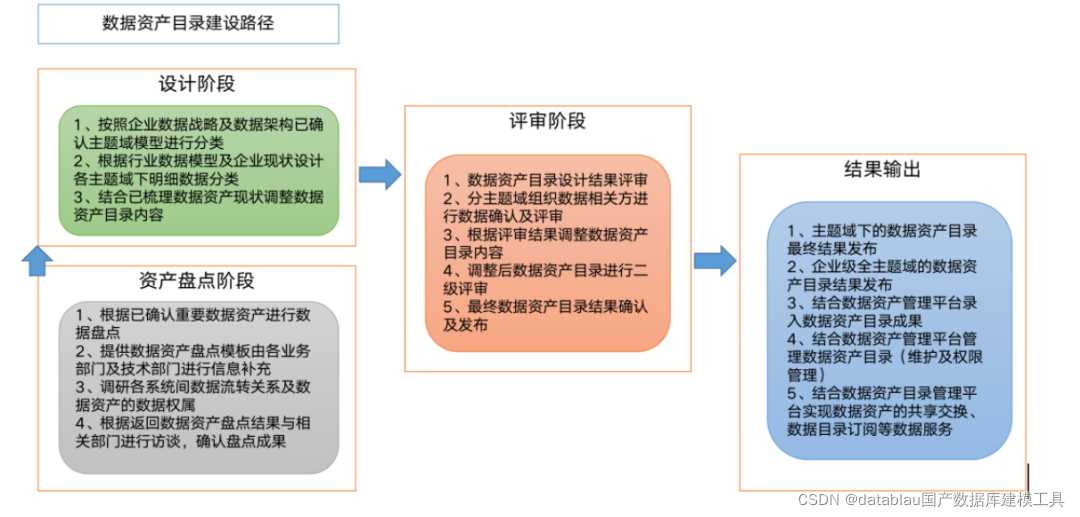 数据资产目录建设路径
设计阶段
1、按照企业数据战略及数据架构已确
认主题域模型进行分类
2、根据行业数据模型及企业现状设计
各主题域下明细数据分类
3、结合已梳理数据资产现状调整数据
资产目录内容
资产盘点阶段
1、根据已确认重要数据资产进行数
据盘点
2、提供数据资产盘点模板由各业务
部门及技术部门进行信息补充
3、调研各系统间数据流转关系及数
据资产的数据权属
4、根据返回数据资产盘点结果与相
关部门进行访谈，确认盘点成果
评审阶段
1、数据资产目录设计结果评审
2、分主题域组织数据相关方进
行数据确认及评审
3、根据评审结果调整数据资产
目录内容
4、调整后数据资产目录进行二
级评审
5、最终数据资产目录结果确认
及发布
结果输出
1、主题域下的数据资产目录
最终结果发布
2、企业级全主题域的数据资
产目录结果发布
3、结合数据资产管理平台录
入数据资产目录成果
4、结合数据资产管理平台管
理数据资产目录（维护及权限
管理）
5、结合数据资产目录管理平
台实现数据资产的共享交换、
数据目录订阅等数据服务
CSDN @datablau国产数据库建模工具